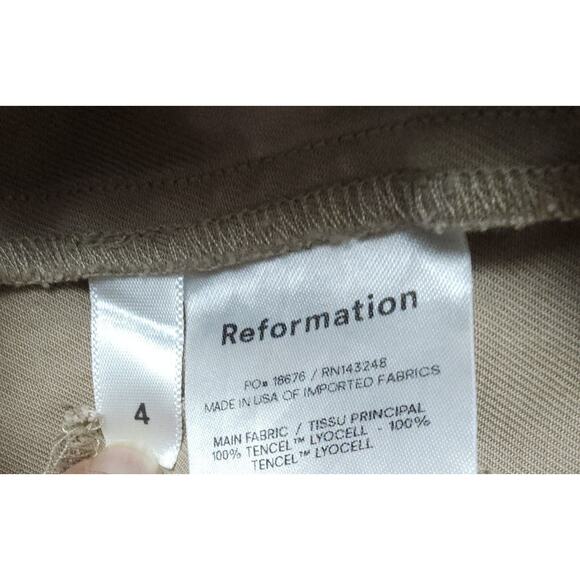 Reformation
4
PO# 18676 / RN143248
MADE IN USA OF IMPORTED FABRICS
MAIN FABRIC / TISSU PRINCIPAL
100% TENCEL™ LYOCELL - 100%
TENCEL™ LYOCELL